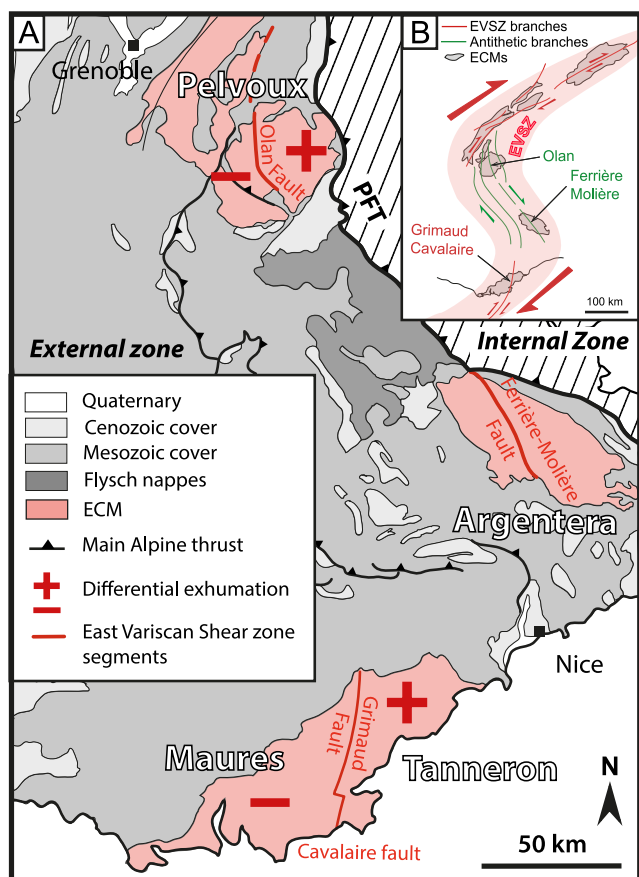 A
Grenoble
Pelvoux
Olan Fault
+
−
PFT
External zone
Internal Zone
Quaternary
Cenozoic cover
Mesozoic cover
Flysch nappes
ECM
Main Alpine thrust
+
−
Differential exhumation
East Variscan Shear zone
segments
Ferrière-Molière
Fault
Argentera
Nice
Maures
Grimaud
Fault
+
−
Tanneron
Cavalaire fault
N
50 km
B
EVSZ branches
Antithetic branches
ECMs
EVSZ
Olan
Ferrière
Molière
Grimaud
Cavalaire
100 km